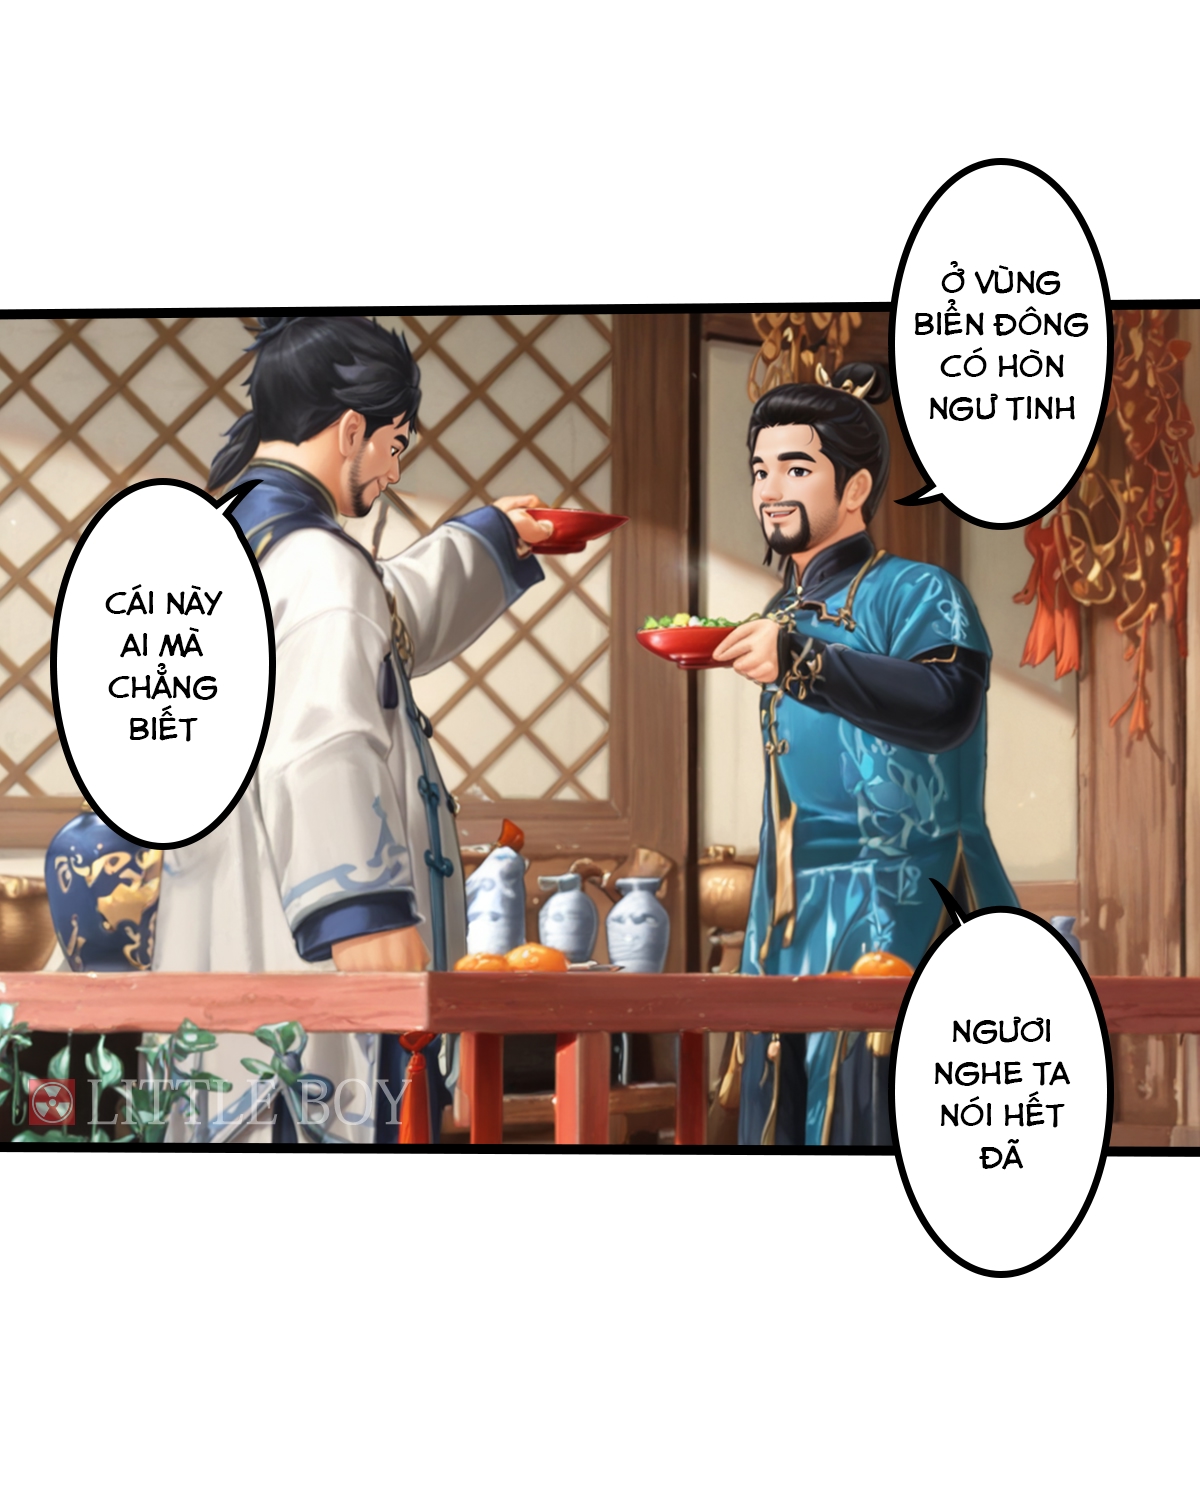 Ở VÙNG
BIỂN ĐÔNG
CÓ HÒN
NGƯ TINH
CÁI NÀY
AI MÀ
CHẲNG
BIẾT
NGƯƠI
NGHE TA
NÓI HẾT
ĐÃ
LITTLE BOY